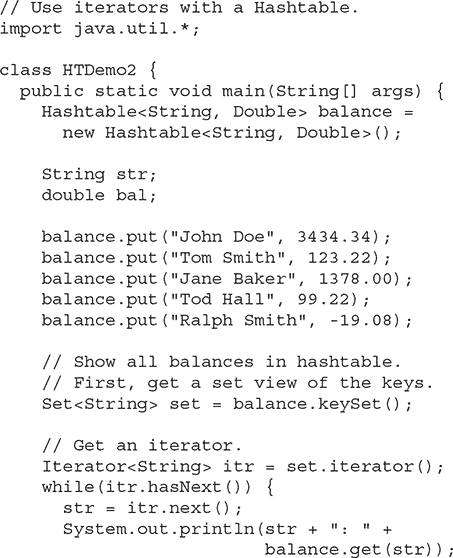 // Use iterators with a Hashtable.
import java.util.*;

class HTDemo2 {
  public static void main(String[] args) {
    Hashtable<String, Double> balance =
      new Hashtable<String, Double>();

    String str;
    double bal;

    balance.put("John Doe", 3434.34);
    balance.put("Tom Smith", 123.22);
    balance.put("Jane Baker", 1378.00);
    balance.put("Tod Hall", 99.22);
    balance.put("Ralph Smith", -19.08);

    // Show all balances in hashtable.
    // First, get a set view of the keys.
    Set<String> set = balance.keySet();

    // Get an iterator.
    Iterator<String> itr = set.iterator();
    while(itr.hasNext()) {
      str = itr.next();
      System.out.println(str + ": " +
                         balance.get(str));